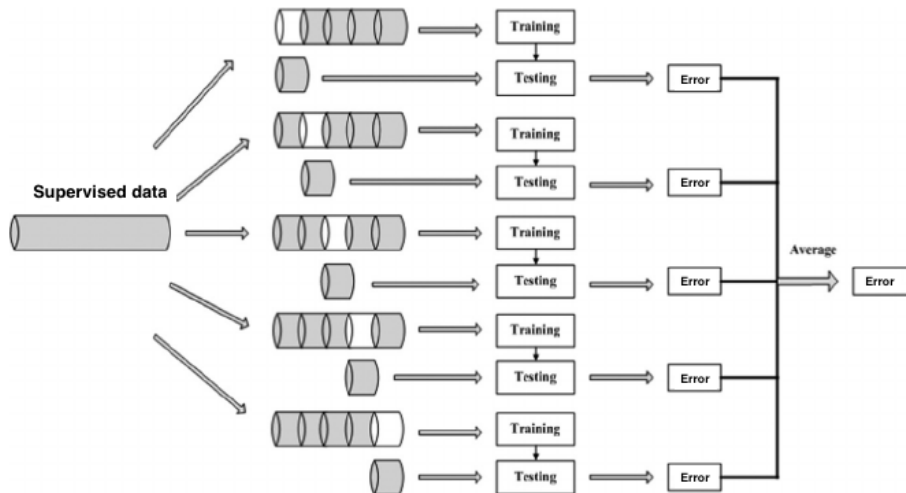 Training
Testing
Error
Training
Testing
Error
Supervised data
Training
Testing
Error
Average
Error
Training
Testing
Error
Training
Testing
Error